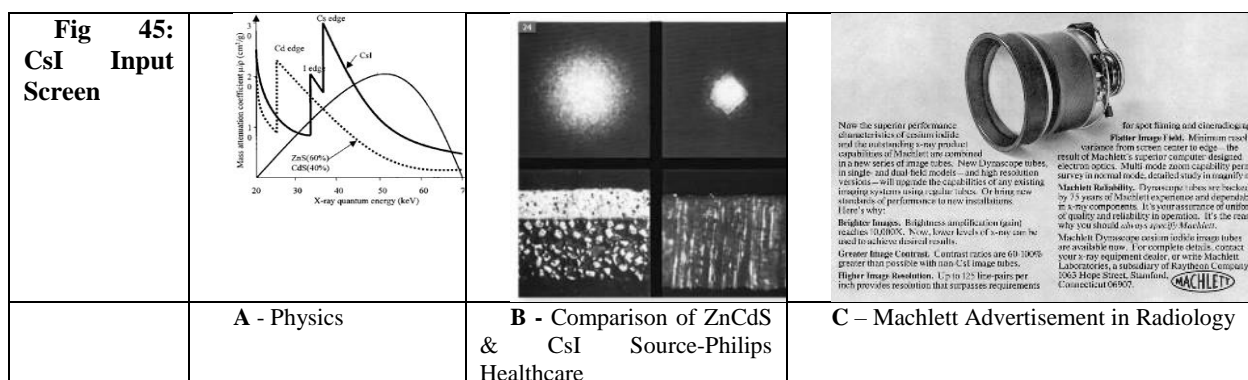 Fig 45:
CsI Input
Screen
Cs edge
Cd edge
CsI
I edge
ZnS(60%)
CdS(40%)
Mass attenuation coefficient μ/ρ (cm²/g)
3
0
2
0
1
0
20 30 40 50 60 70
X-ray quantum energy (keV)
24
Now the superior performance
characteristics of cesium iodide
and the outstanding x-ray product
capabilities of Machlett are combined
in a new series of image tubes. New Dynascope tubes,
in single- and dual-field models—and high resolution
versions—will upgrade the capabilities of any existing
imaging systems using regular tubes. Or bring new
standards of performance to new installations.
Here's why:
Brighter Images. Brightness amplification (gain)
reaches 10,000X. Now, lower levels of x-ray can be
used to achieve desired results.
Greater Image Contrast. Contrast ratios are 60-100%
greater than possible with non-CsI image tubes.
Higher Image Resolution. Up to 125 line-pairs per
inch provides resolution that surpasses requirements
for spot filming and cineradiograp
Flatter Image Field. Minimum resol
variance from screen center to edge—the
result of Machlett's superior computer-designed
electron optics. Multi-mode zoom capability perm
survey in normal mode, detailed study in magnify m
Machlett Reliability. Dynascope tubes are backed
by 75 years of Machlett experience and dependab
in x-ray components. It's your assurance of uniform
of quality and reliability in operation. It's the reas
why you should always specify Machlett.
Machlett Dynascope cesium iodide image tubes
are available now. For complete details, contact
your x-ray equipment dealer, or write Machlett
Laboratories, a subsidiary of Raytheon Company
1063 Hope Street, Stamford,
Connecticut 06907.
MACHLETT
A - Physics
B - Comparison of ZnCdS
& CsI Source-Philips
Healthcare
C – Machlett Advertisement in Radiology